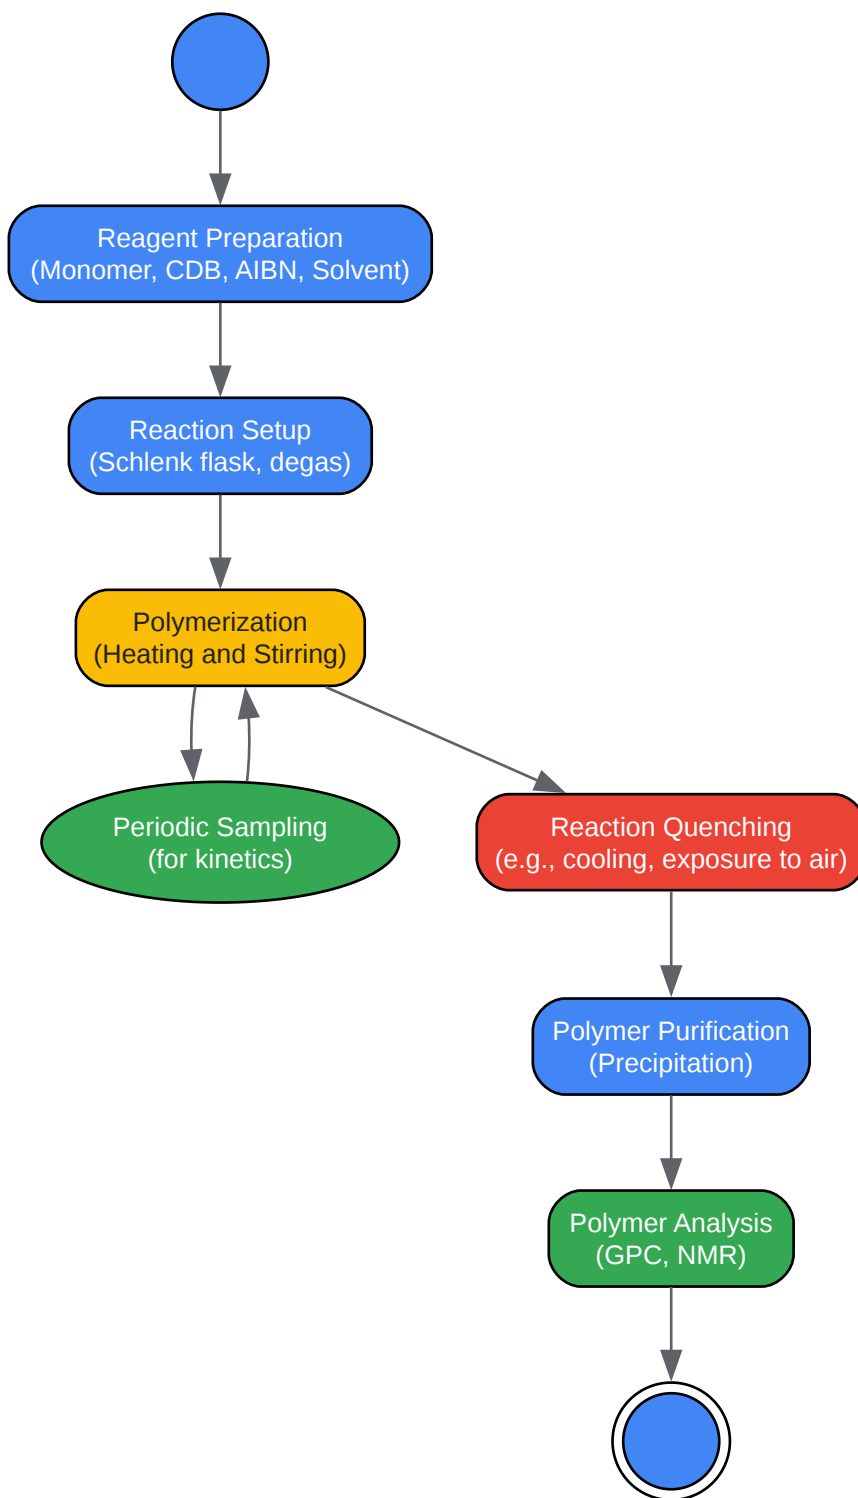 Reagent Preparation
(Monomer, CDB, AIBN, Solvent)
Reaction Setup
(Schlenk flask, degas)
Polymerization
(Heating and Stirring)
Periodic Sampling
(for kinetics)
Reaction Quenching
(e.g., cooling, exposure to air)
Polymer Purification
(Precipitation)
Polymer Analysis
(GPC, NMR)